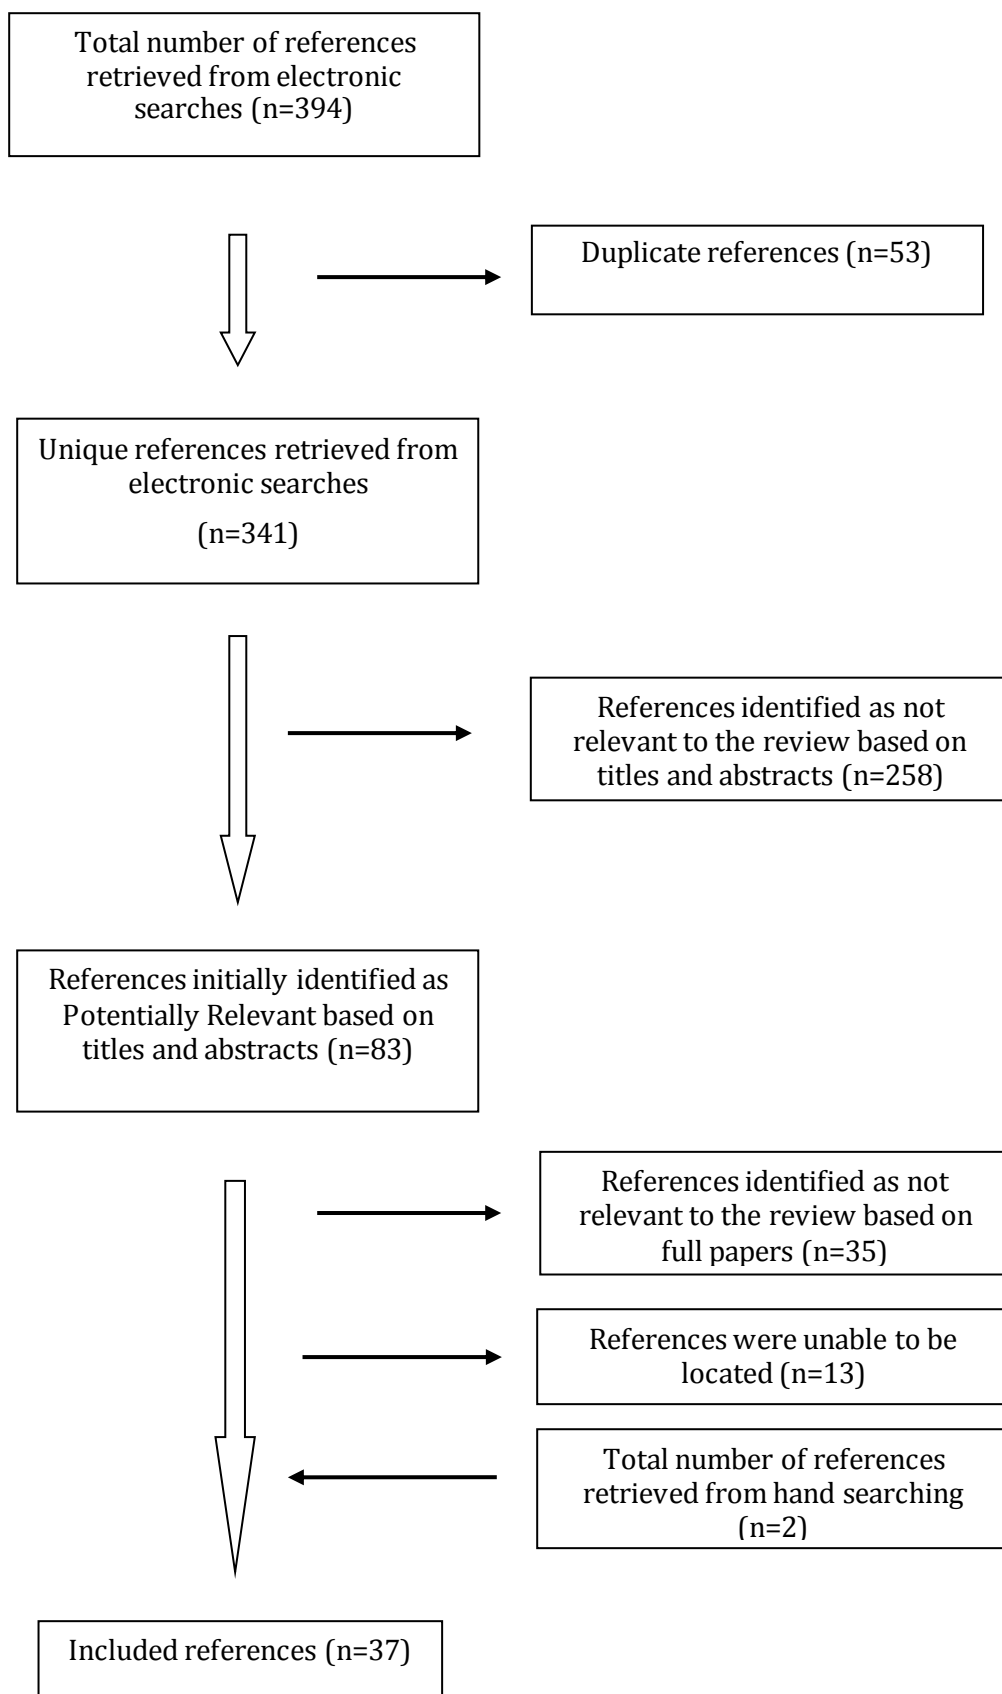 Total number of references
retrieved from electronic
searches (n=394)
Duplicate references (n=53)
Unique references retrieved from
electronic searches
(n=341)
References identified as not
relevant to the review based on
titles and abstracts (n=258)
References initially identified as
Potentially Relevant based on
titles and abstracts (n=83)
References identified as not
relevant to the review based on
full papers (n=35)
References were unable to be
located (n=13)
Total number of references
retrieved from hand searching
(n=2)
Included references (n=37)